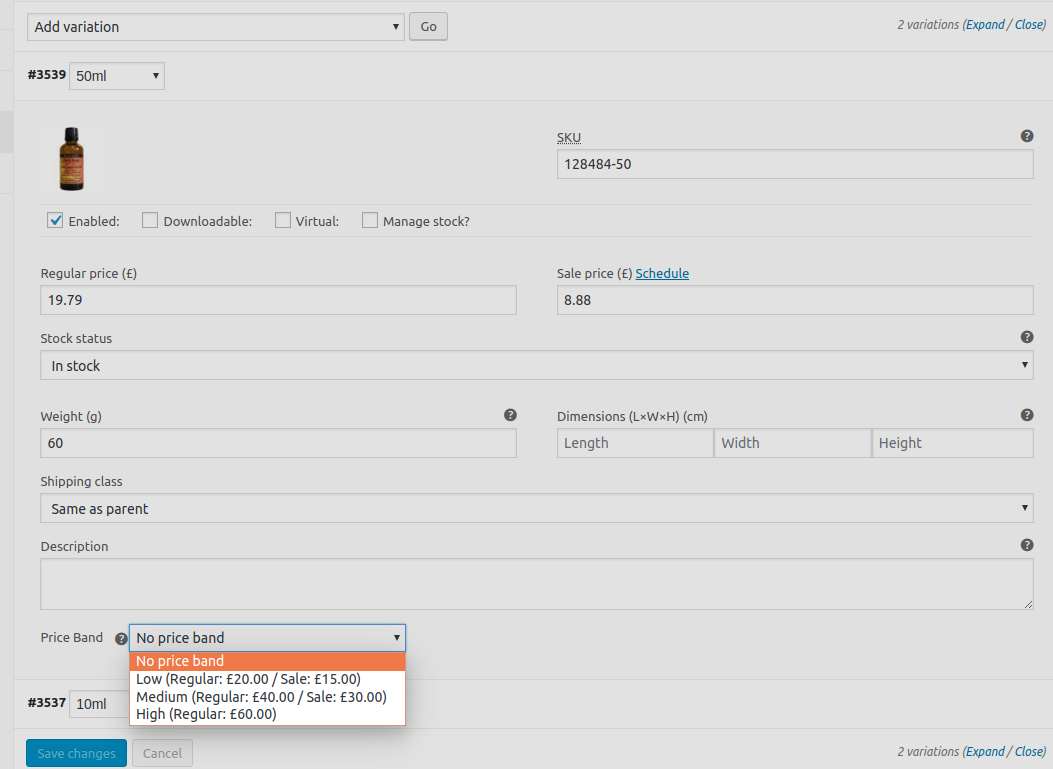 Add variation Go 2 variations (Expand / Close)
#3539 50ml
SKU
128484-50
Enabled: Downloadable: Virtual: Manage stock?
Regular price (£) Sale price (£) Schedule
19.79 8.88
Stock status
In stock
Weight (g) Dimensions (L×W×H) (cm)
60 Length Width Height
Shipping class
Same as parent
Description
Price Band No price band
No price band
Low (Regular: £20.00 / Sale: £15.00)
Medium (Regular: £40.00 / Sale: £30.00)
High (Regular: £60.00)
#3537 10ml
Save changes Cancel 2 variations (Expand / Close)